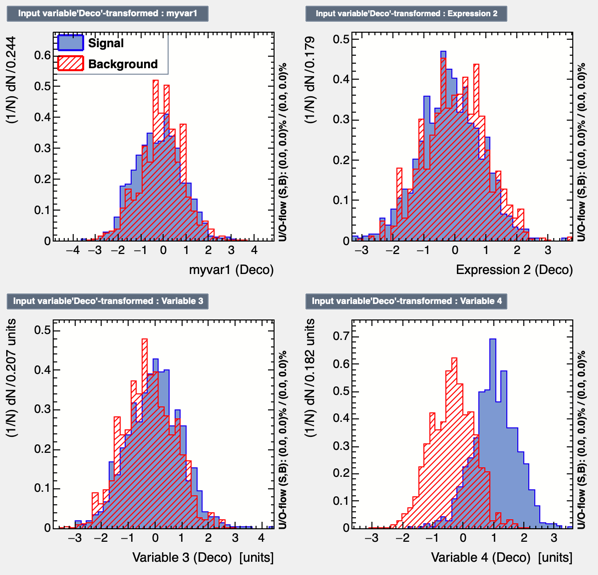 Input variable'Deco'-transformed : myvar1
(1/N) dN / 0.244
Signal
Background
0.6
0.5
0.4
0.3
0.2
0.1
0
−4 −3 −2 −1 0 1 2 3 4
myvar1 (Deco)
U/O-flow (S,B): (0.0, 0.0)% / (0.0, 0.0)%
Input variable'Deco'-transformed : Expression 2
(1/N) dN / 0.179
0.5
0.4
0.3
0.2
0.1
0
−3 −2 −1 0 1 2 3
Expression 2 (Deco)
U/O-flow (S,B): (0.0, 0.0)% / (0.0, 0.0)%
Input variable'Deco'-transformed : Variable 3
(1/N) dN / 0.207 units
0.5
0.4
0.3
0.2
0.1
0
−3 −2 −1 0 1 2 3 4
Variable 3 (Deco) [units]
U/O-flow (S,B): (0.0, 0.0)% / (0.0, 0.0)%
Input variable'Deco'-transformed : Variable 4
(1/N) dN / 0.182 units
0.7
0.6
0.5
0.4
0.3
0.2
0.1
0
−3 −2 −1 0 1 2 3
Variable 4 (Deco) [units]
U/O-flow (S,B): (0.0, 0.0)% / (0.0, 0.0)%